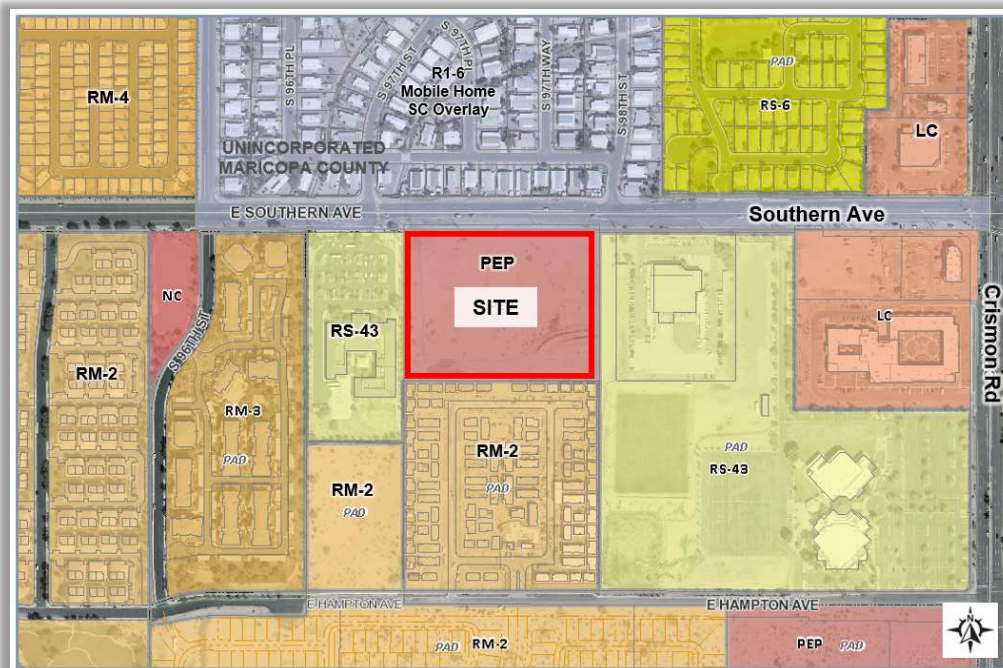 S 96TH PL
S 97TH ST
S 97TH PL
R1-6
Mobile Home
SC Overlay
S 97TH WAY
S 98TH ST
PAD
RS-6
LC
RM-4
UNINCORPORATED
MARICOPA COUNTY
E SOUTHERN AVE
Southern Ave
PEP
SITE
NC
S 96TH ST
RS-43
LC
Crismon Rd
RM-2
RM-3
PAD
RM-2
PAD
RM-2
PAD
PAD
RS-43
E HAMPTON AVE
E HAMPTON AVE
PAD RM-2
PEP PAD
N